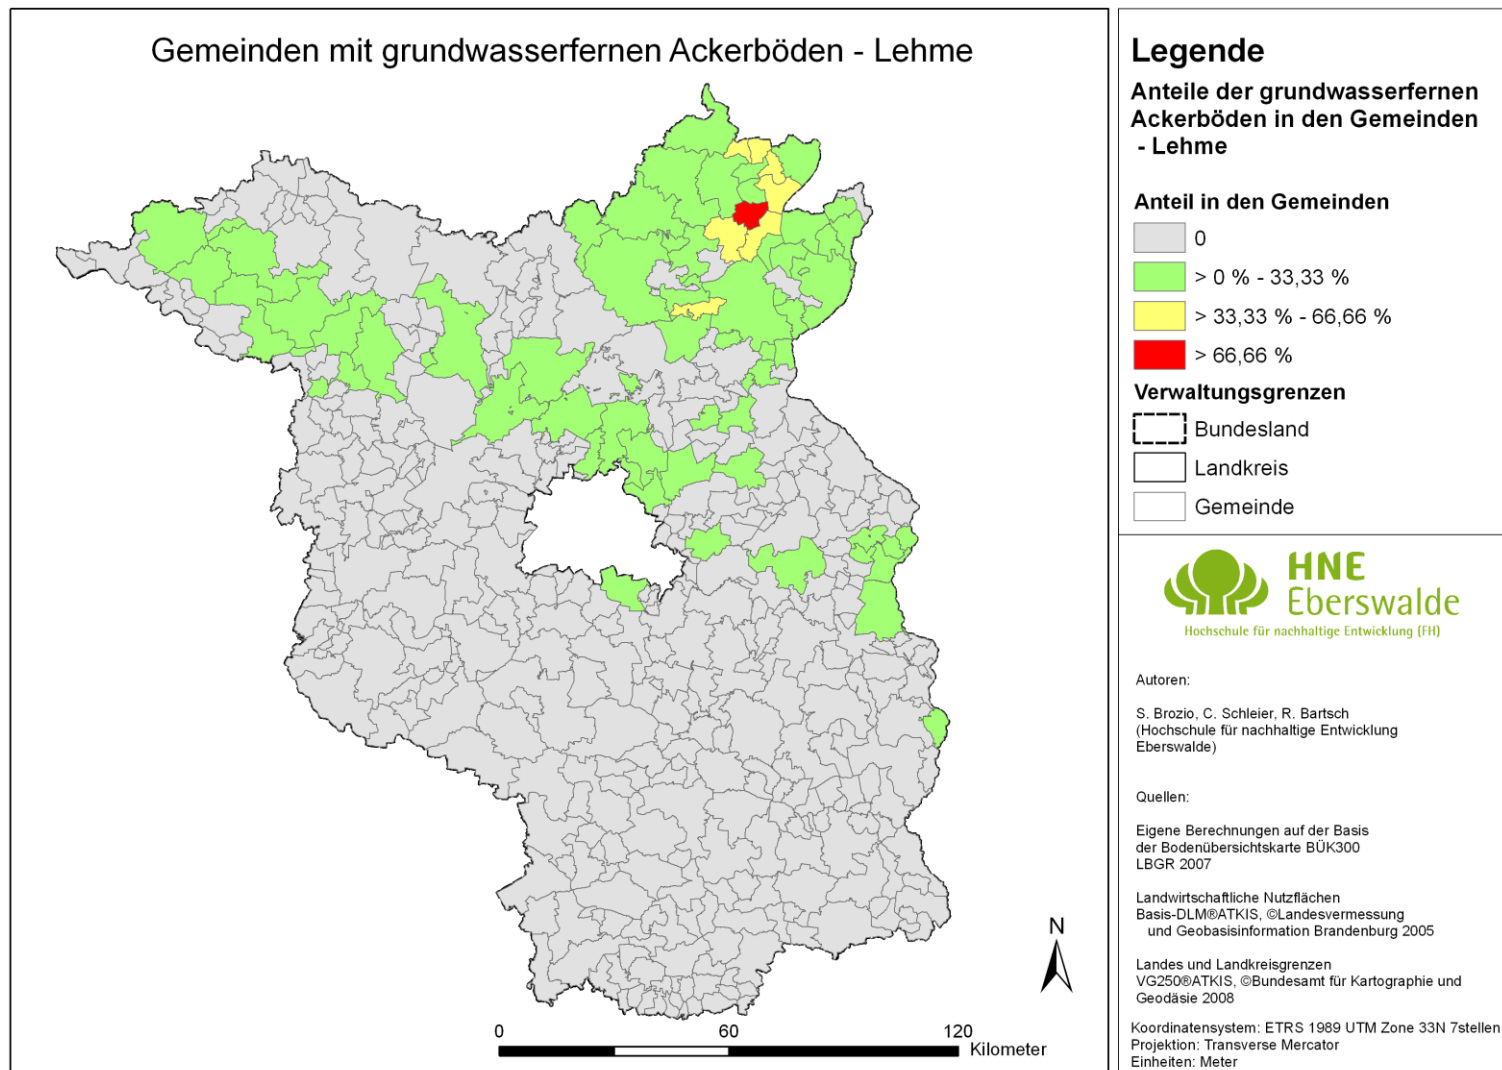 Gemeinden mit grundwasserfernen Ackerböden - Lehme
Legende
Anteile der grundwasserfernen
Ackerböden in den Gemeinden
- Lehme
Anteil in den Gemeinden
0
> 0 % - 33,33 %
> 33,33 % - 66,66 %
> 66,66 %
Verwaltungsgrenzen
Bundesland
Landkreis
Gemeinde
HNE
Eberswalde
Hochschule für nachhaltige Entwicklung (FH)
Autoren:
S. Brozio, C. Schleier, R. Bartsch
(Hochschule für nachhaltige Entwicklung
Eberswalde)
Quellen:
Eigene Berechnungen auf der Basis
der Bodenübersichtskarte BÜK300
LBGR 2007
Landwirtschaftliche Nutzflächen
Basis-DLM®ATKIS, ©Landesvermessung
und Geobasisinformation Brandenburg 2005
Landes und Landkreisgrenzen
VG250®ATKIS, ©Bundesamt für Kartographie und
Geodäsie 2008
Koordinatensystem: ETRS 1989 UTM Zone 33N 7stellen
Projektion: Transverse Mercator
Einheiten: Meter
N
0 60 120
Kilometer